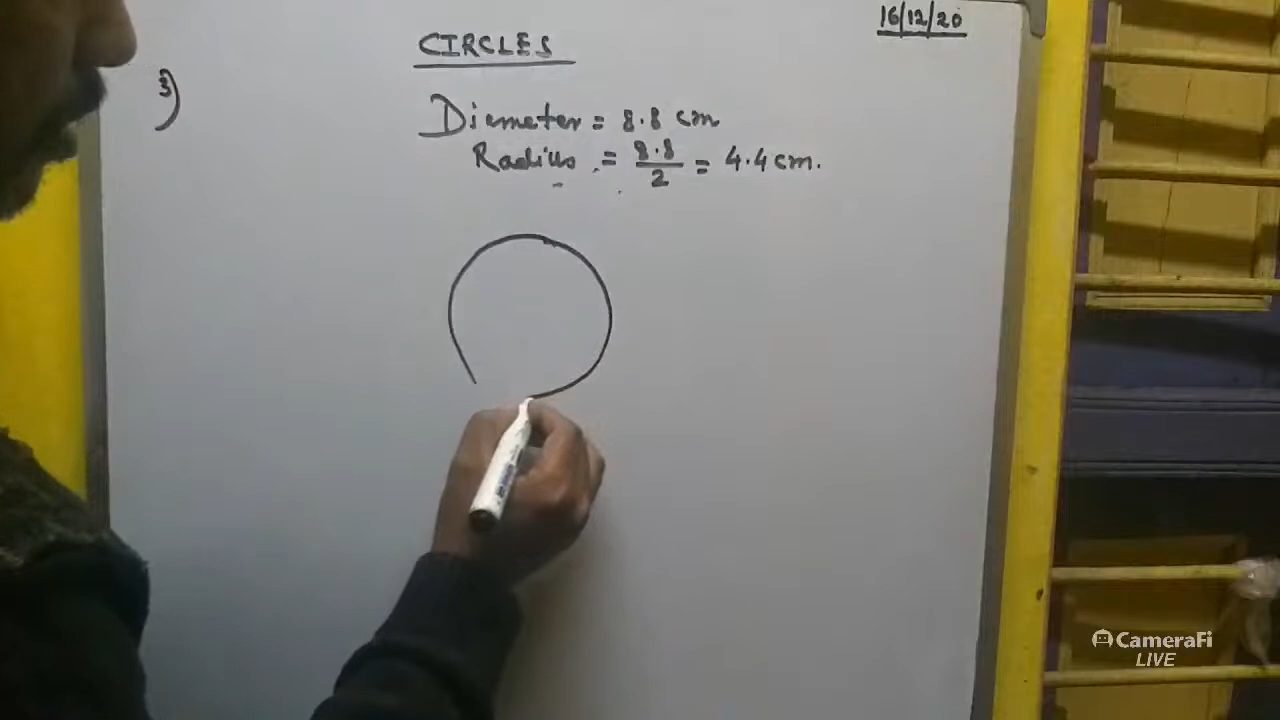 16/12/20
CIRCLES
3)
Diameter = 8.8 cm
Radius = 8.8/2 = 4.4 cm.
CameraFi
LIVE